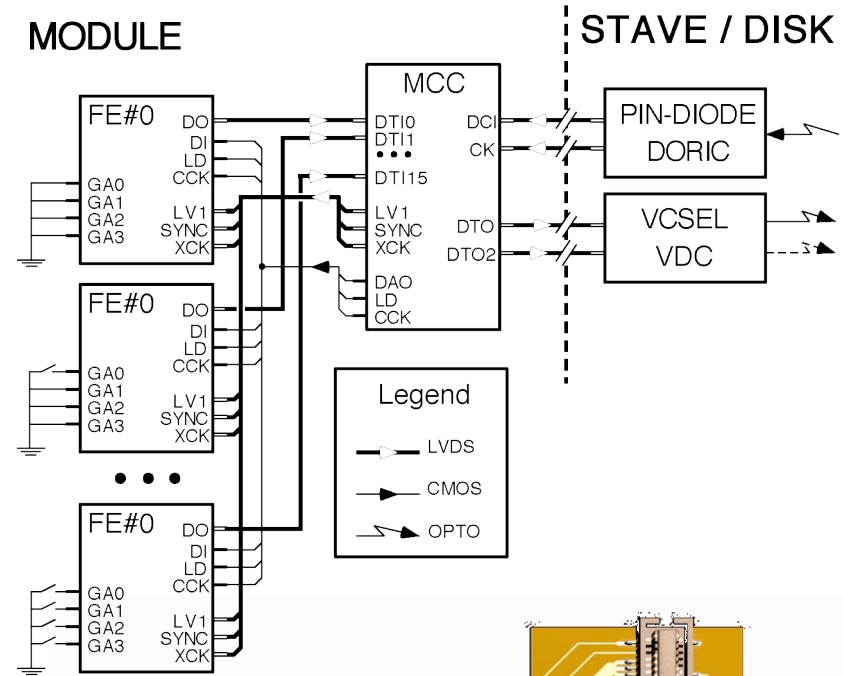 MODULE
STAVE / DISK
FE#0
DO
DI
LD
CCK
GA0
GA1
GA2
GA3
LV1
SYNC
XCK
MCC
DTI0
DTI1
•••
DTI15
LV1
SYNC
XCK
DAO
LD
CCK
DCI
CK
DTO
DTO2
PIN-DIODE
DORIC
VCSEL
VDC
FE#0
DO
DI
LD
CCK
GA0
GA1
GA2
GA3
LV1
SYNC
XCK
• • •
FE#0
DO
DI
LD
CCK
GA0
GA1
GA2
GA3
LV1
SYNC
XCK
Legend
LVDS
CMOS
OPTO